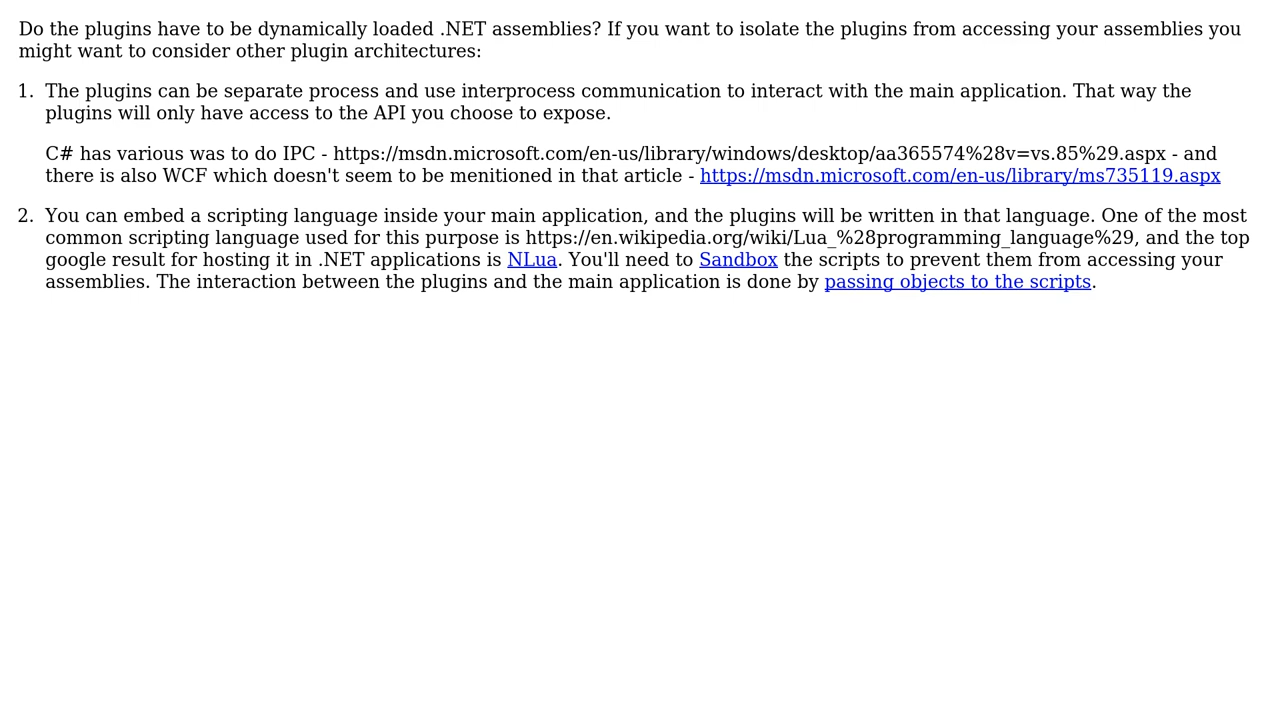 Do the plugins have to be dynamically loaded .NET assemblies? If you want to isolate the plugins from accessing your assemblies you
might want to consider other plugin architectures:
1. The plugins can be separate process and use interprocess communication to interact with the main application. That way the
plugins will only have access to the API you choose to expose.
C# has various was to do IPC - https://msdn.microsoft.com/en-us/library/windows/desktop/aa365574%28v=vs.85%29.aspx - and
there is also WCF which doesn't seem to be menitioned in that article - https://msdn.microsoft.com/en-us/library/ms735119.aspx
2. You can embed a scripting language inside your main application, and the plugins will be written in that language. One of the most
common scripting language used for this purpose is https://en.wikipedia.org/wiki/Lua_%28programming_language%29, and the top
google result for hosting it in .NET applications is NLua. You'll need to Sandbox the scripts to prevent them from accessing your
assemblies. The interaction between the plugins and the main application is done by passing objects to the scripts.